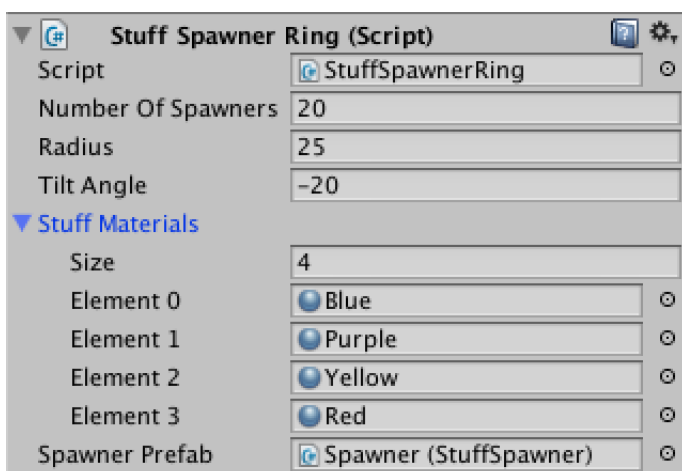 Stuff Spawner Ring (Script)
Script StuffSpawnerRing
Number Of Spawners 20
Radius 25
Tilt Angle -20
Stuff Materials
Size 4
Element 0 Blue
Element 1 Purple
Element 2 Yellow
Element 3 Red
Spawner Prefab Spawner (StuffSpawner)